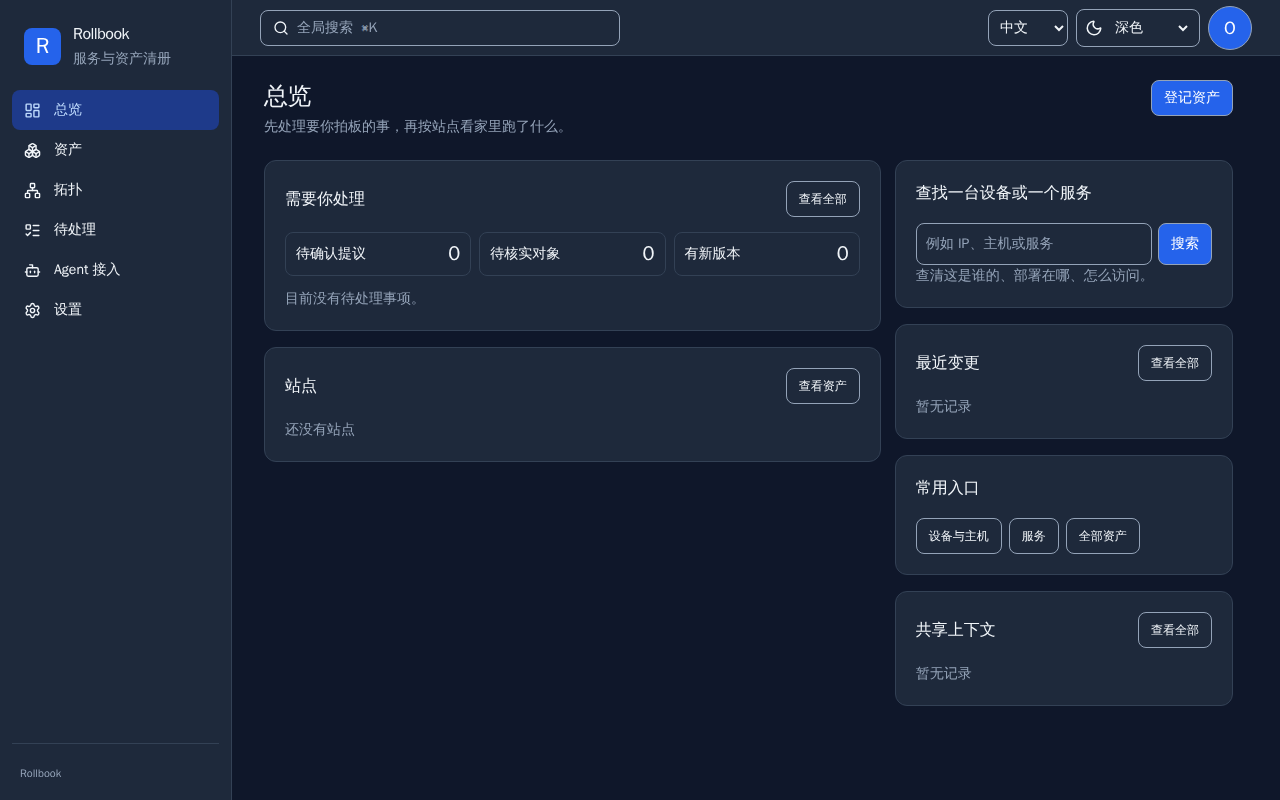 R
Rollbook
服务与资产清册
总览
资产
拓扑
待处理
Agent 接入
设置
Rollbook
全局搜索 ⌘K
中文
深色
O
总览
先处理要你拍板的事，再按站点看家里跑了什么。
登记资产
需要你处理
查看全部
待确认提议 0
待核实对象 0
有新版本 0
目前没有待处理事项。
站点
查看资产
还没有站点
查找一台设备或一个服务
例如 IP、主机或服务
搜索
查清这是谁的、部署在哪、怎么访问。
最近变更
查看全部
暂无记录
常用入口
设备与主机
服务
全部资产
共享上下文
查看全部
暂无记录